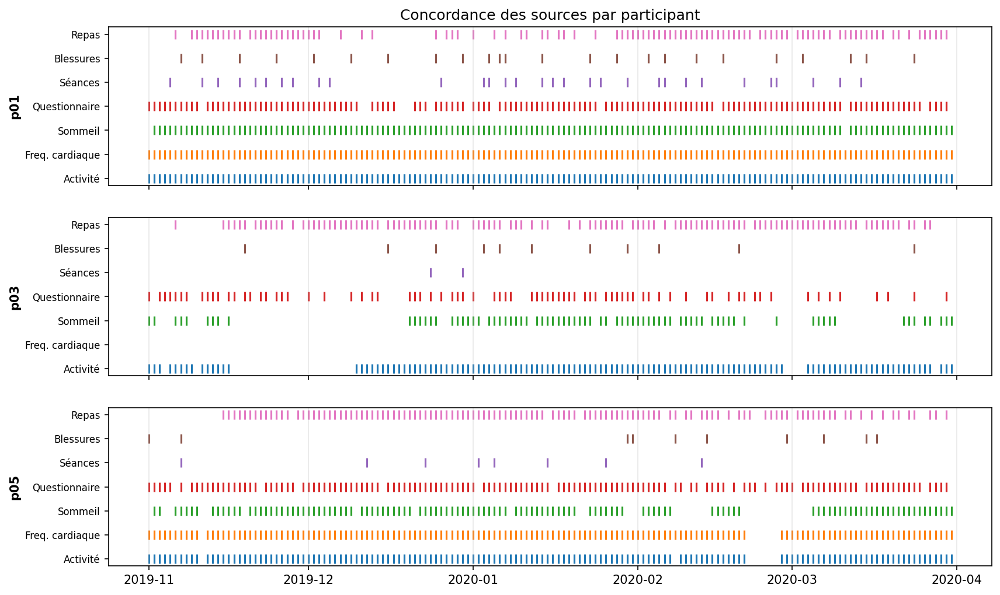 Concordance des sources par participant
p01
Repas
Blessures
Séances
Questionnaire
Sommeil
Freq. cardiaque
Activité
p03
Repas
Blessures
Séances
Questionnaire
Sommeil
Freq. cardiaque
Activité
p05
Repas
Blessures
Séances
Questionnaire
Sommeil
Freq. cardiaque
Activité
2019-11 2019-12 2020-01 2020-02 2020-03 2020-04